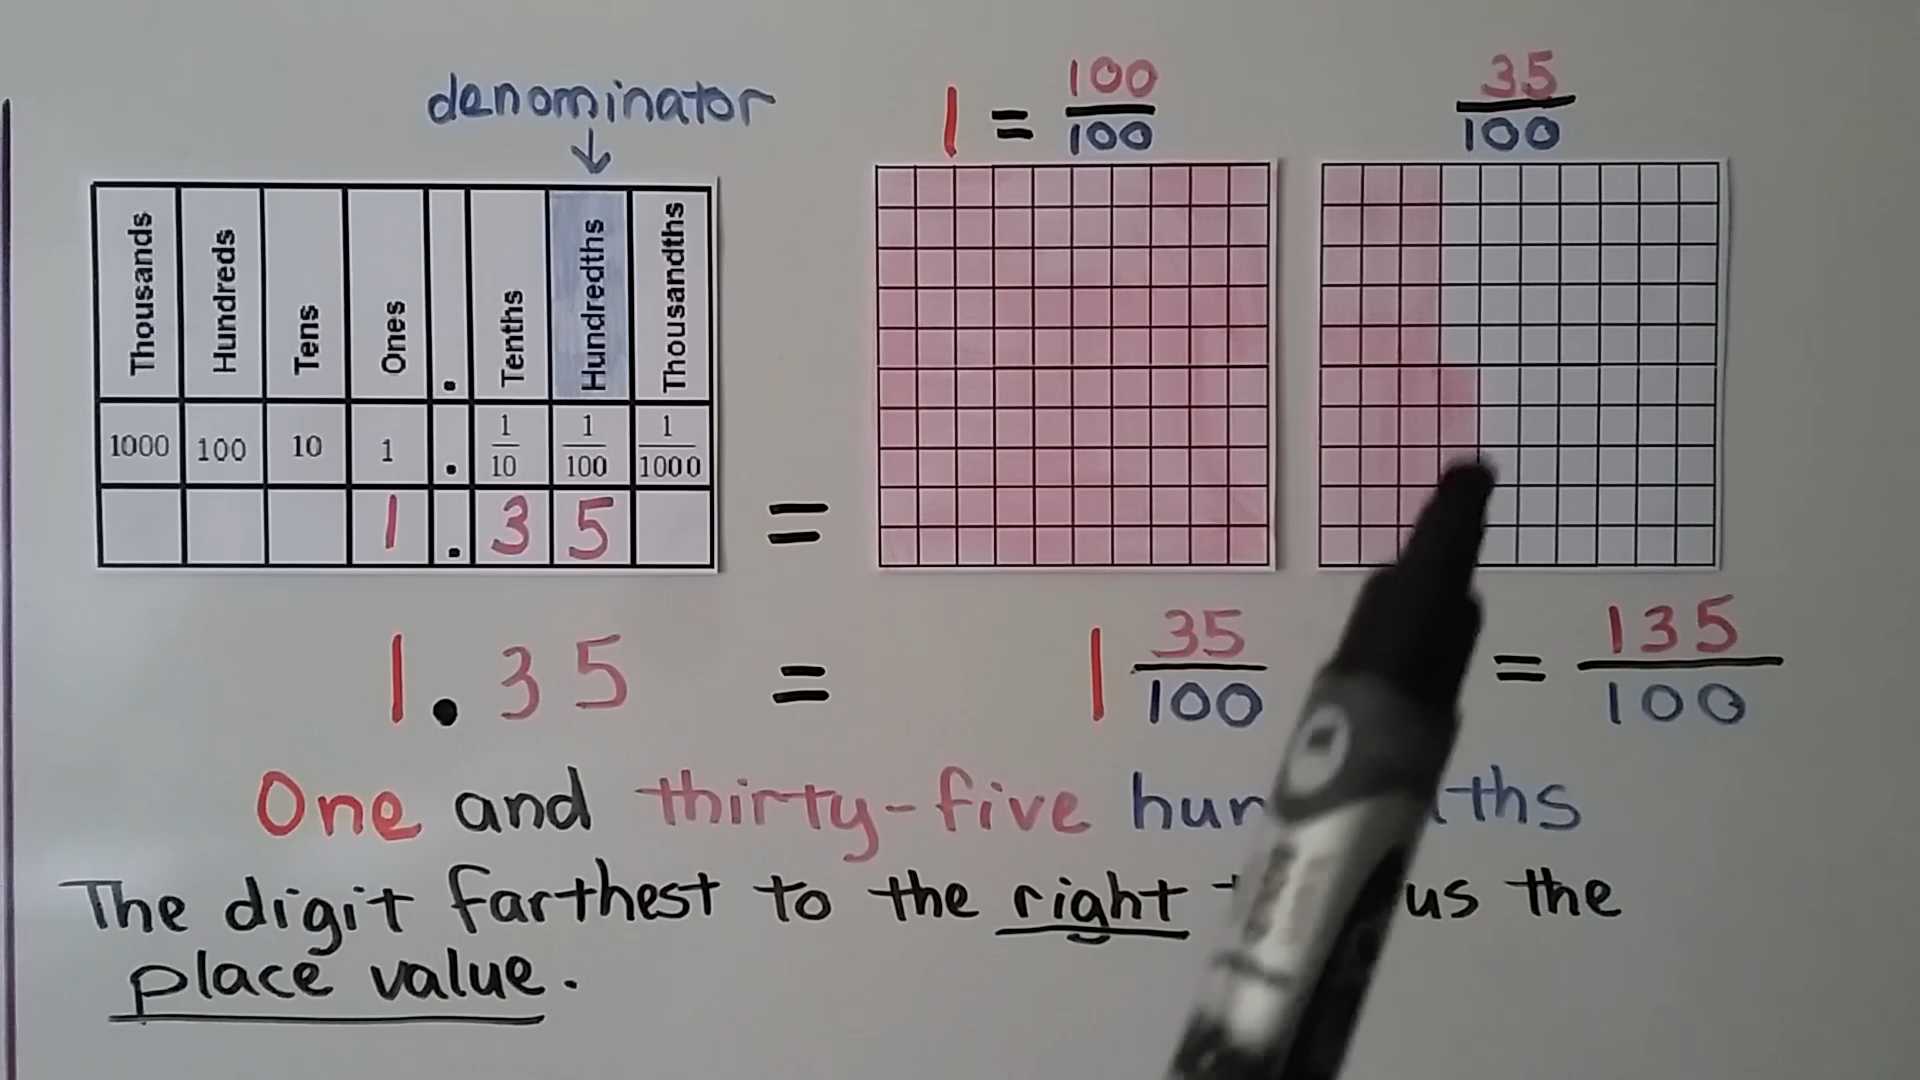 denominator
↓
1 = 100/100
35/100
Thousands Hundreds Tens Ones . Tenths Hundredths Thousandths
1000 100 10 1 . 1/10 1/100 1/1000
1 . 3 5
=
1.35 = 1 35/100 = 135/100
One and thirty-five hun ths
The digit farthest to the right us the
place value.